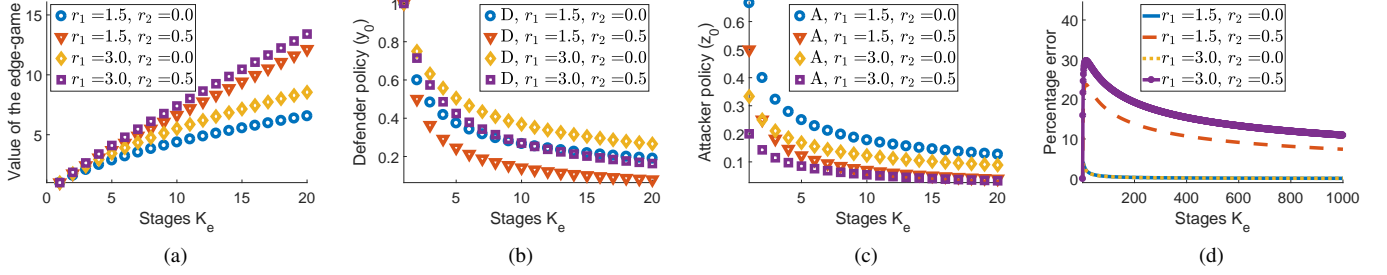 Value of the edge-game
15
10
5
0
5
10
15
20
Stages K_e
r_1 =1.5, r_2 =0.0
r_1 =1.5, r_2 =0.5
r_1 =3.0, r_2 =0.0
r_1 =3.0, r_2 =0.5
(a)
Defender policy (y_0)
1
0.8
0.6
0.4
0.2
5
10
15
20
Stages K_e
D, r_1 =1.5, r_2 =0.0
D, r_1 =1.5, r_2 =0.5
D, r_1 =3.0, r_2 =0.0
D, r_1 =3.0, r_2 =0.5
(b)
Attacker policy (z_0)
0.6
0.5
0.4
0.3
0.2
0.1
5
10
15
20
Stages K_e
A, r_1 =1.5, r_2 =0.0
A, r_1 =1.5, r_2 =0.5
A, r_1 =3.0, r_2 =0.0
A, r_1 =3.0, r_2 =0.5
(c)
Percentage error
40
30
20
10
0
200
400
600
800
1000
Stages K_e
r_1 =1.5, r_2 =0.0
r_1 =1.5, r_2 =0.5
r_1 =3.0, r_2 =0.0
r_1 =3.0, r_2 =0.5
(d)